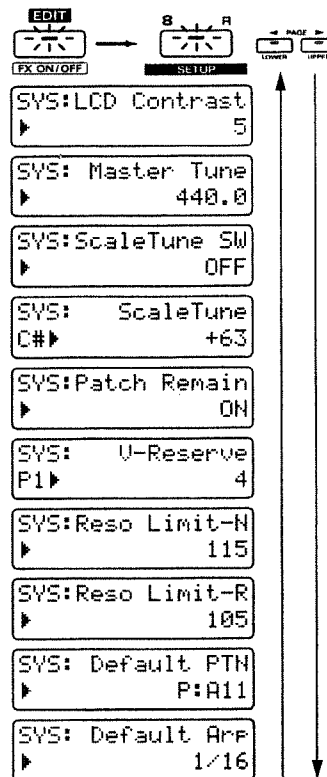 EDIT
8 A
◄ PAGE ►
LOWER UPPER
FX ON/OFF
SETUP
SYS:LCD Contrast
5
SYS: Master Tune
440.0
SYS:ScaleTune SW
OFF
SYS: ScaleTune
C# +63
SYS:Patch Remain
ON
SYS: V-Reserve
P1 4
SYS:Reso Limit-N
115
SYS:Reso Limit-R
105
SYS: Default PTN
P:A11
SYS: Default Arp
1/16